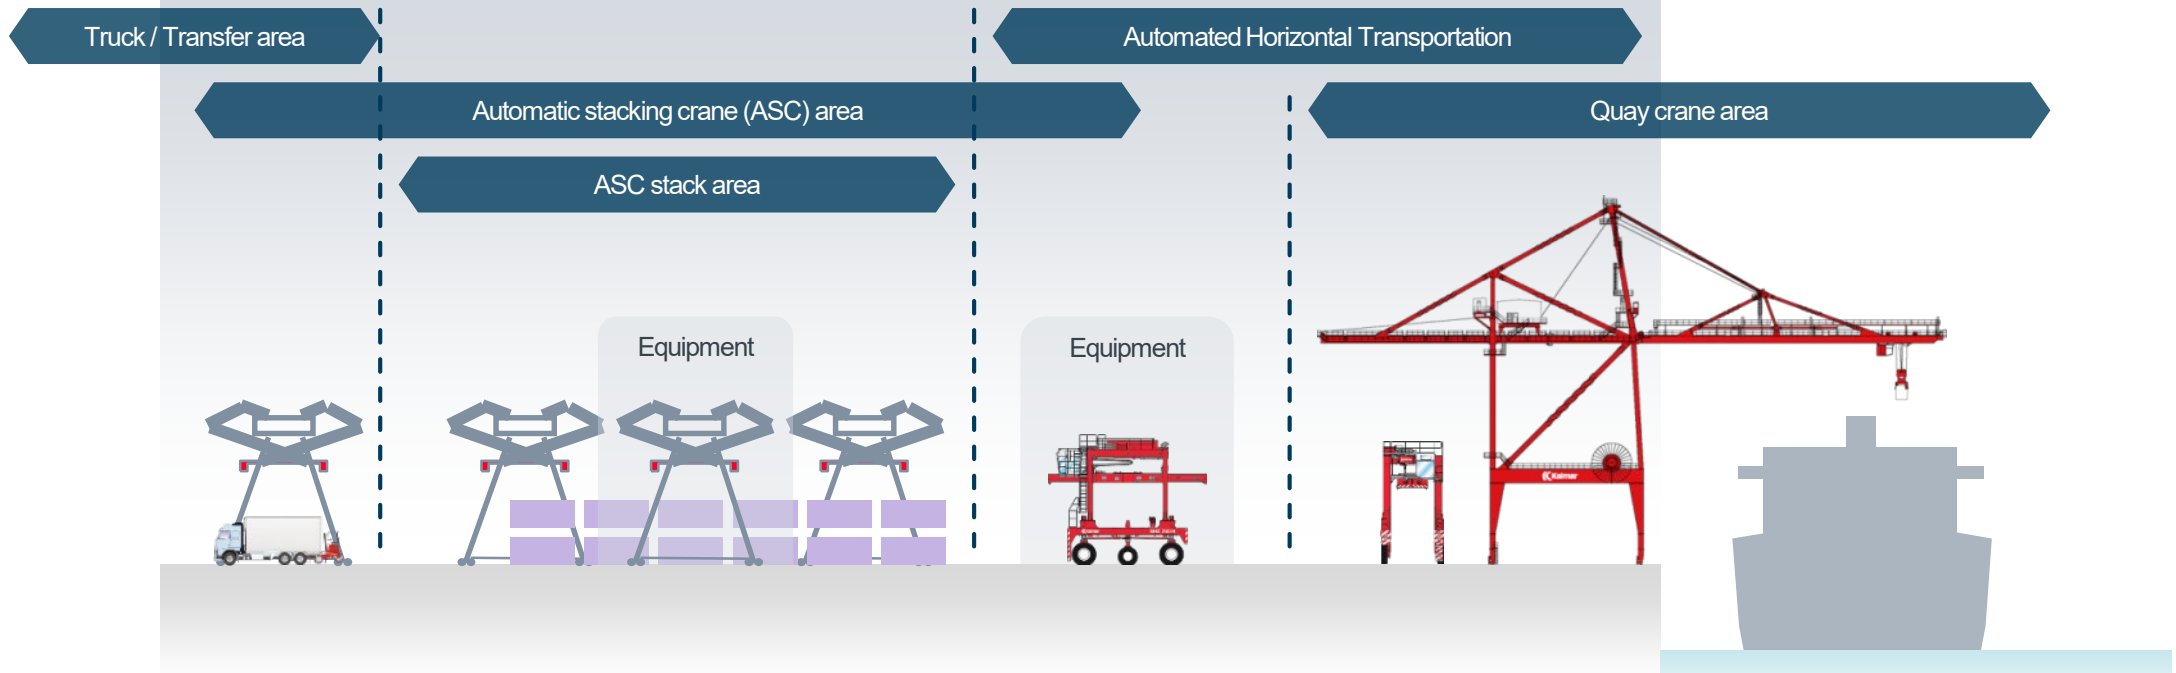 Truck / Transfer area
Automated Horizontal Transportation
Automatic stacking crane (ASC) area
Quay crane area
ASC stack area
Equipment
Equipment
Kalmar